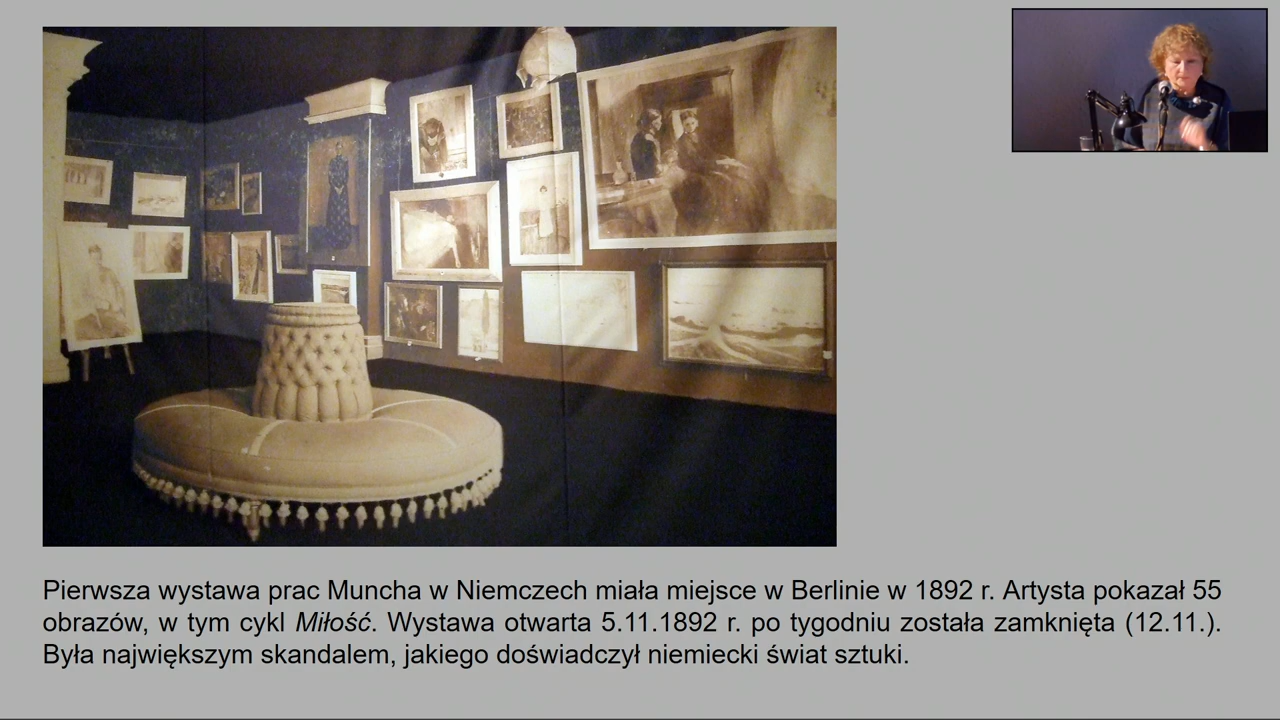 Pierwsza wystawa prac Muncha w Niemczech miała miejsce w Berlinie w 1892 r. Artysta pokazał 55
obrazów, w tym cykl Miłość. Wystawa otwarta 5.11.1892 r. po tygodniu została zamknięta (12.11.).
Była największym skandalem, jakiego doświadczył niemiecki świat sztuki.